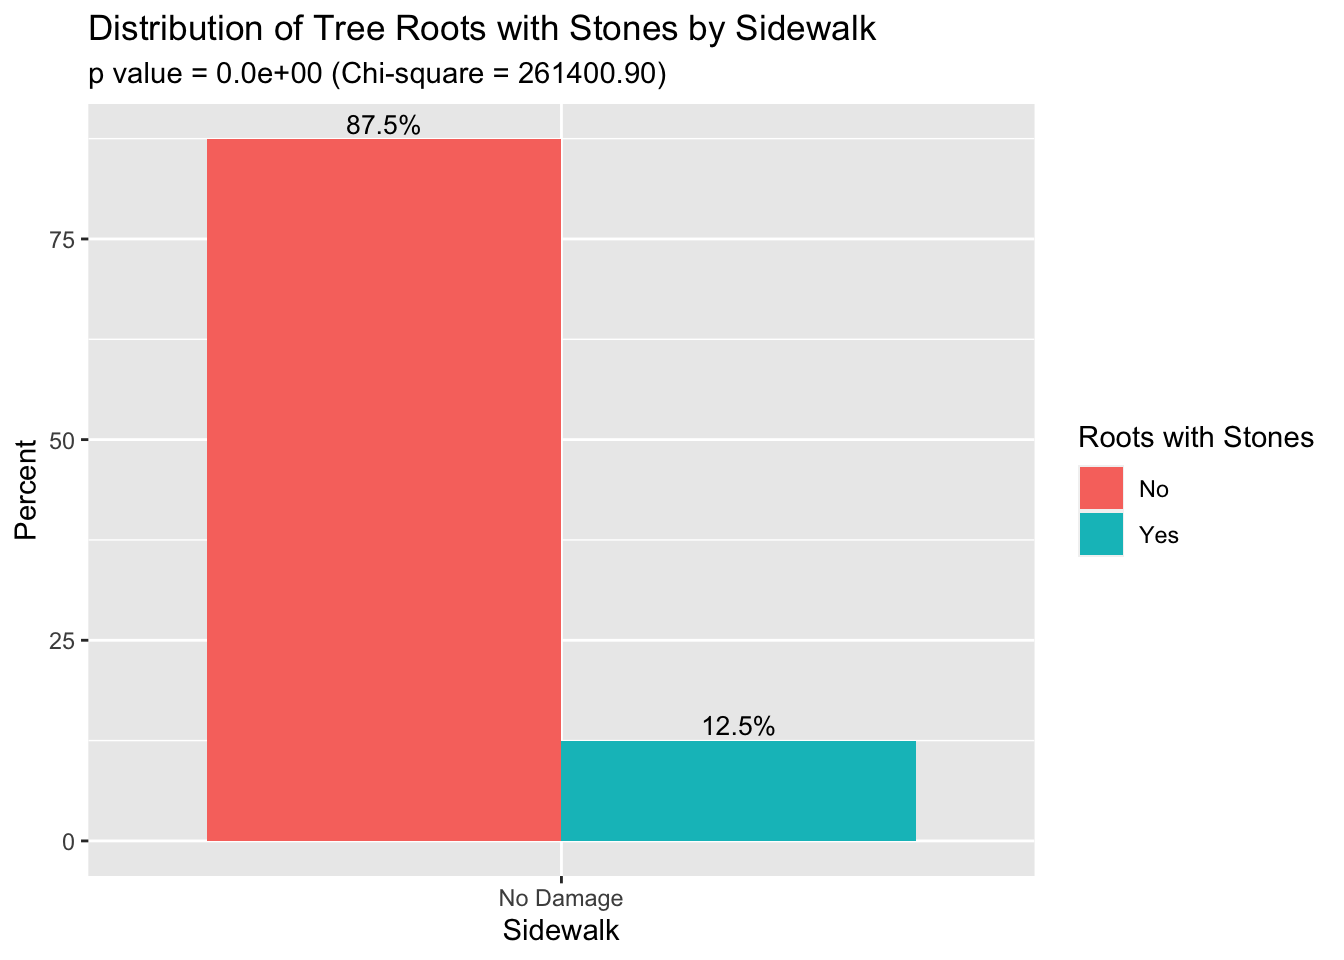 Distribution of Tree Roots with Stones by Sidewalk
p value = 0.0e+00 (Chi-square = 261400.90)
87.5%
12.5%
75
50
25
0
Percent
No Damage
Sidewalk
Roots with Stones
No
Yes